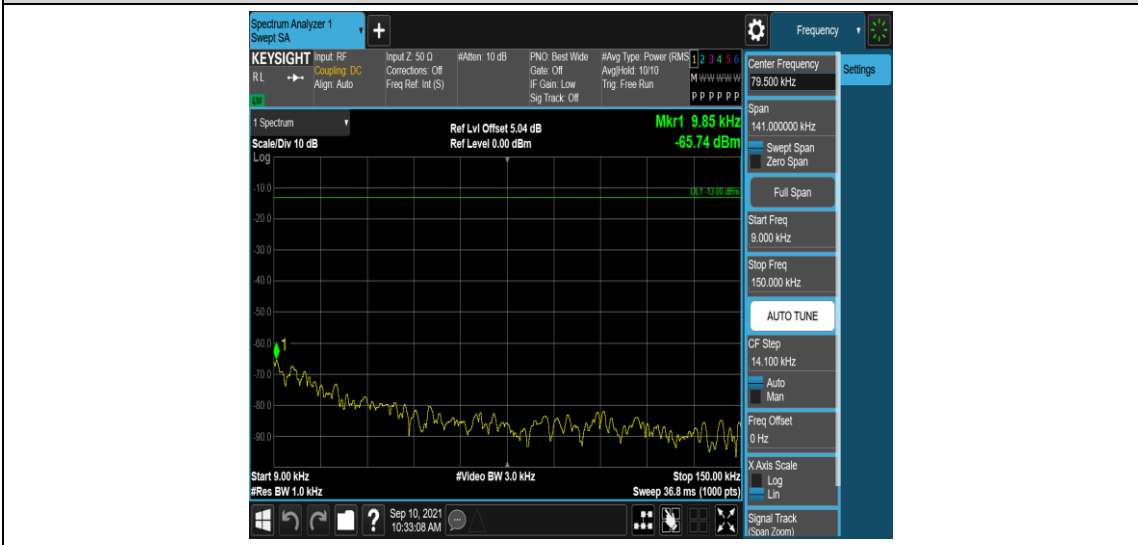 Spectrum Analyzer 1
Swept SA
+
Frequency
KEYSIGHT
RL
LXI
Input: RF
Coupling: DC
Align: Auto
Input Z: 50 Ω
Corrections: Off
Freq Ref: Int (S)
#Atten: 10 dB
PNO: Best Wide
Gate: Off
IF Gain: Low
Sig Track: Off
#Avg Type: Power (RMS
Avg|Hold: 10/10
Trig: Free Run
1 2 3 4 5 6
M W W W W W
P P P P P P
1 Spectrum
Scale/Div 10 dB
Log
Ref Lvl Offset 5.04 dB
Ref Level 0.00 dBm
Mkr1 9.85 kHz
-65.74 dBm
-10.0
DL1 -13.00 dBm
-20.0
-30.0
-40.0
-50.0
-60.0
1
-70.0
-80.0
-90.0
Start 9.00 kHz
#Res BW 1.0 kHz
#Video BW 3.0 kHz
Stop 150.00 kHz
Sweep 36.8 ms (1000 pts)
Center Frequency
79.500 kHz
Settings
Span
141.000000 kHz
Swept Span
Zero Span
Full Span
Start Freq
9.000 kHz
Stop Freq
150.000 kHz
AUTO TUNE
CF Step
14.100 kHz
Auto
Man
Freq Offset
0 Hz
X Axis Scale
Log
Lin
Signal Track
(Span Zoom)
?
Sep 10, 2021
10:33:08 AM